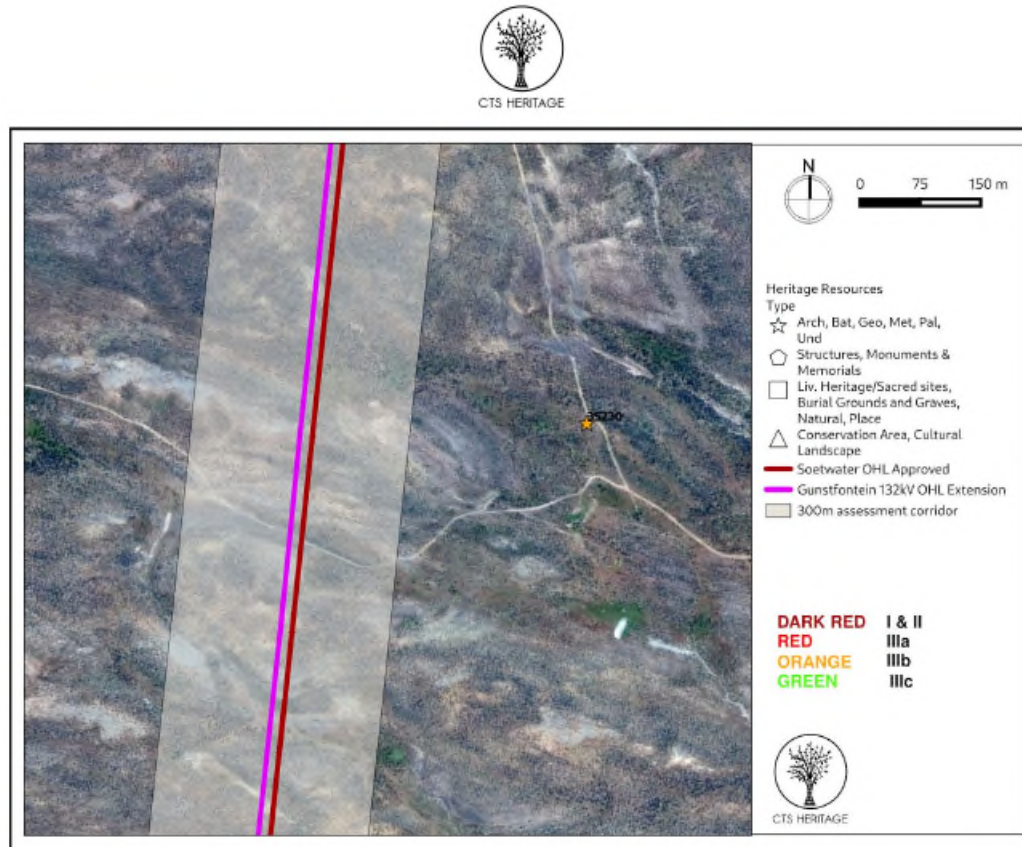 CTS HERITAGE
N
0 75 150 m
Heritage Resources
Type
Arch, Bat, Geo, Met, Pal,
Und
Structures, Monuments &
Memorials
Liv. Heritage/Sacred sites,
Burial Grounds and Graves,
Natural, Place
Conservation Area, Cultural
Landscape
Soetwater OHL Approved
Gunstfontein 132kV OHL Extension
300m assessment corridor
DARK RED I & II
RED IIIa
ORANGE IIIb
GREEN IIIc
CTS HERITAGE